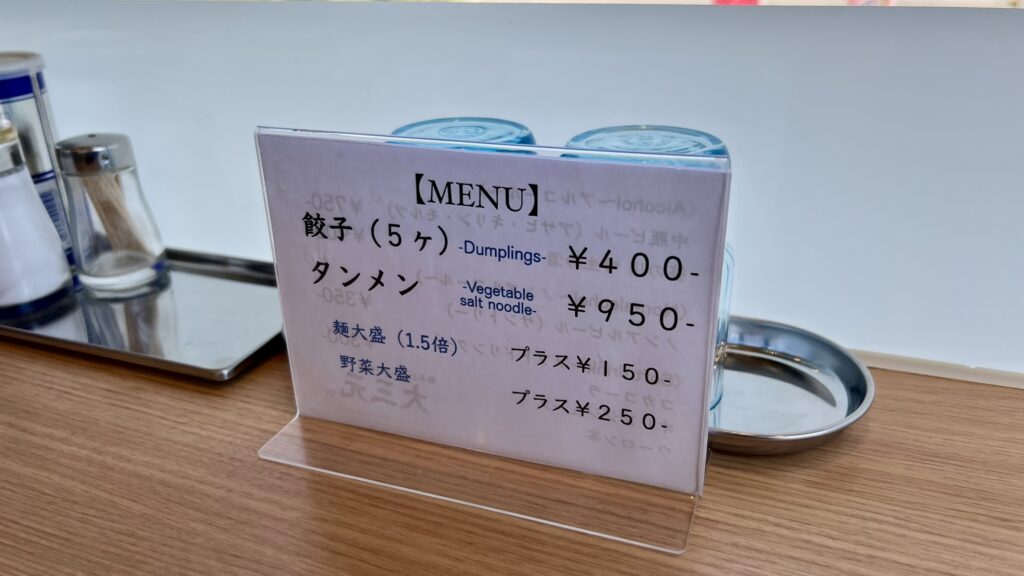 【MENU】
餃子（5ヶ） -Dumplings- ￥400-
タンメン -Vegetable salt noodle- ￥950-
麺大盛（1.5倍） プラス￥150-
野菜大盛 プラス￥250-